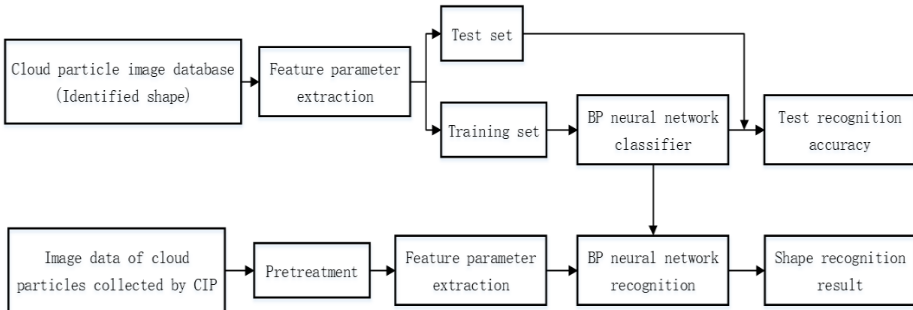 Test set
Cloud particle image database
(Identified shape)
Feature parameter
extraction
Training set
BP neural network
classifier
Test recognition
accuracy
Image data of cloud
particles collected by CIP
Pretreatment
Feature parameter
extraction
BP neural network
recognition
Shape recognition
result